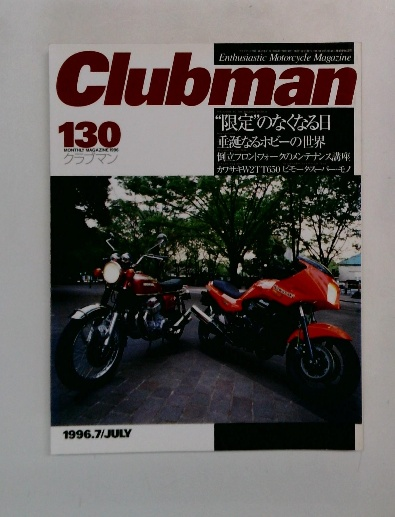 Enthusiastic Motorcycle Magazine
Clubman
130
MONTHLY MAGAZINE 1996
クラブマン
“限定”のなくなる日
垂涎なるホビーの世界
倒立フロントフォークのメンテナンス講座
カワサキW2TT650 ビモータスーパーモノ
1996.7/JULY